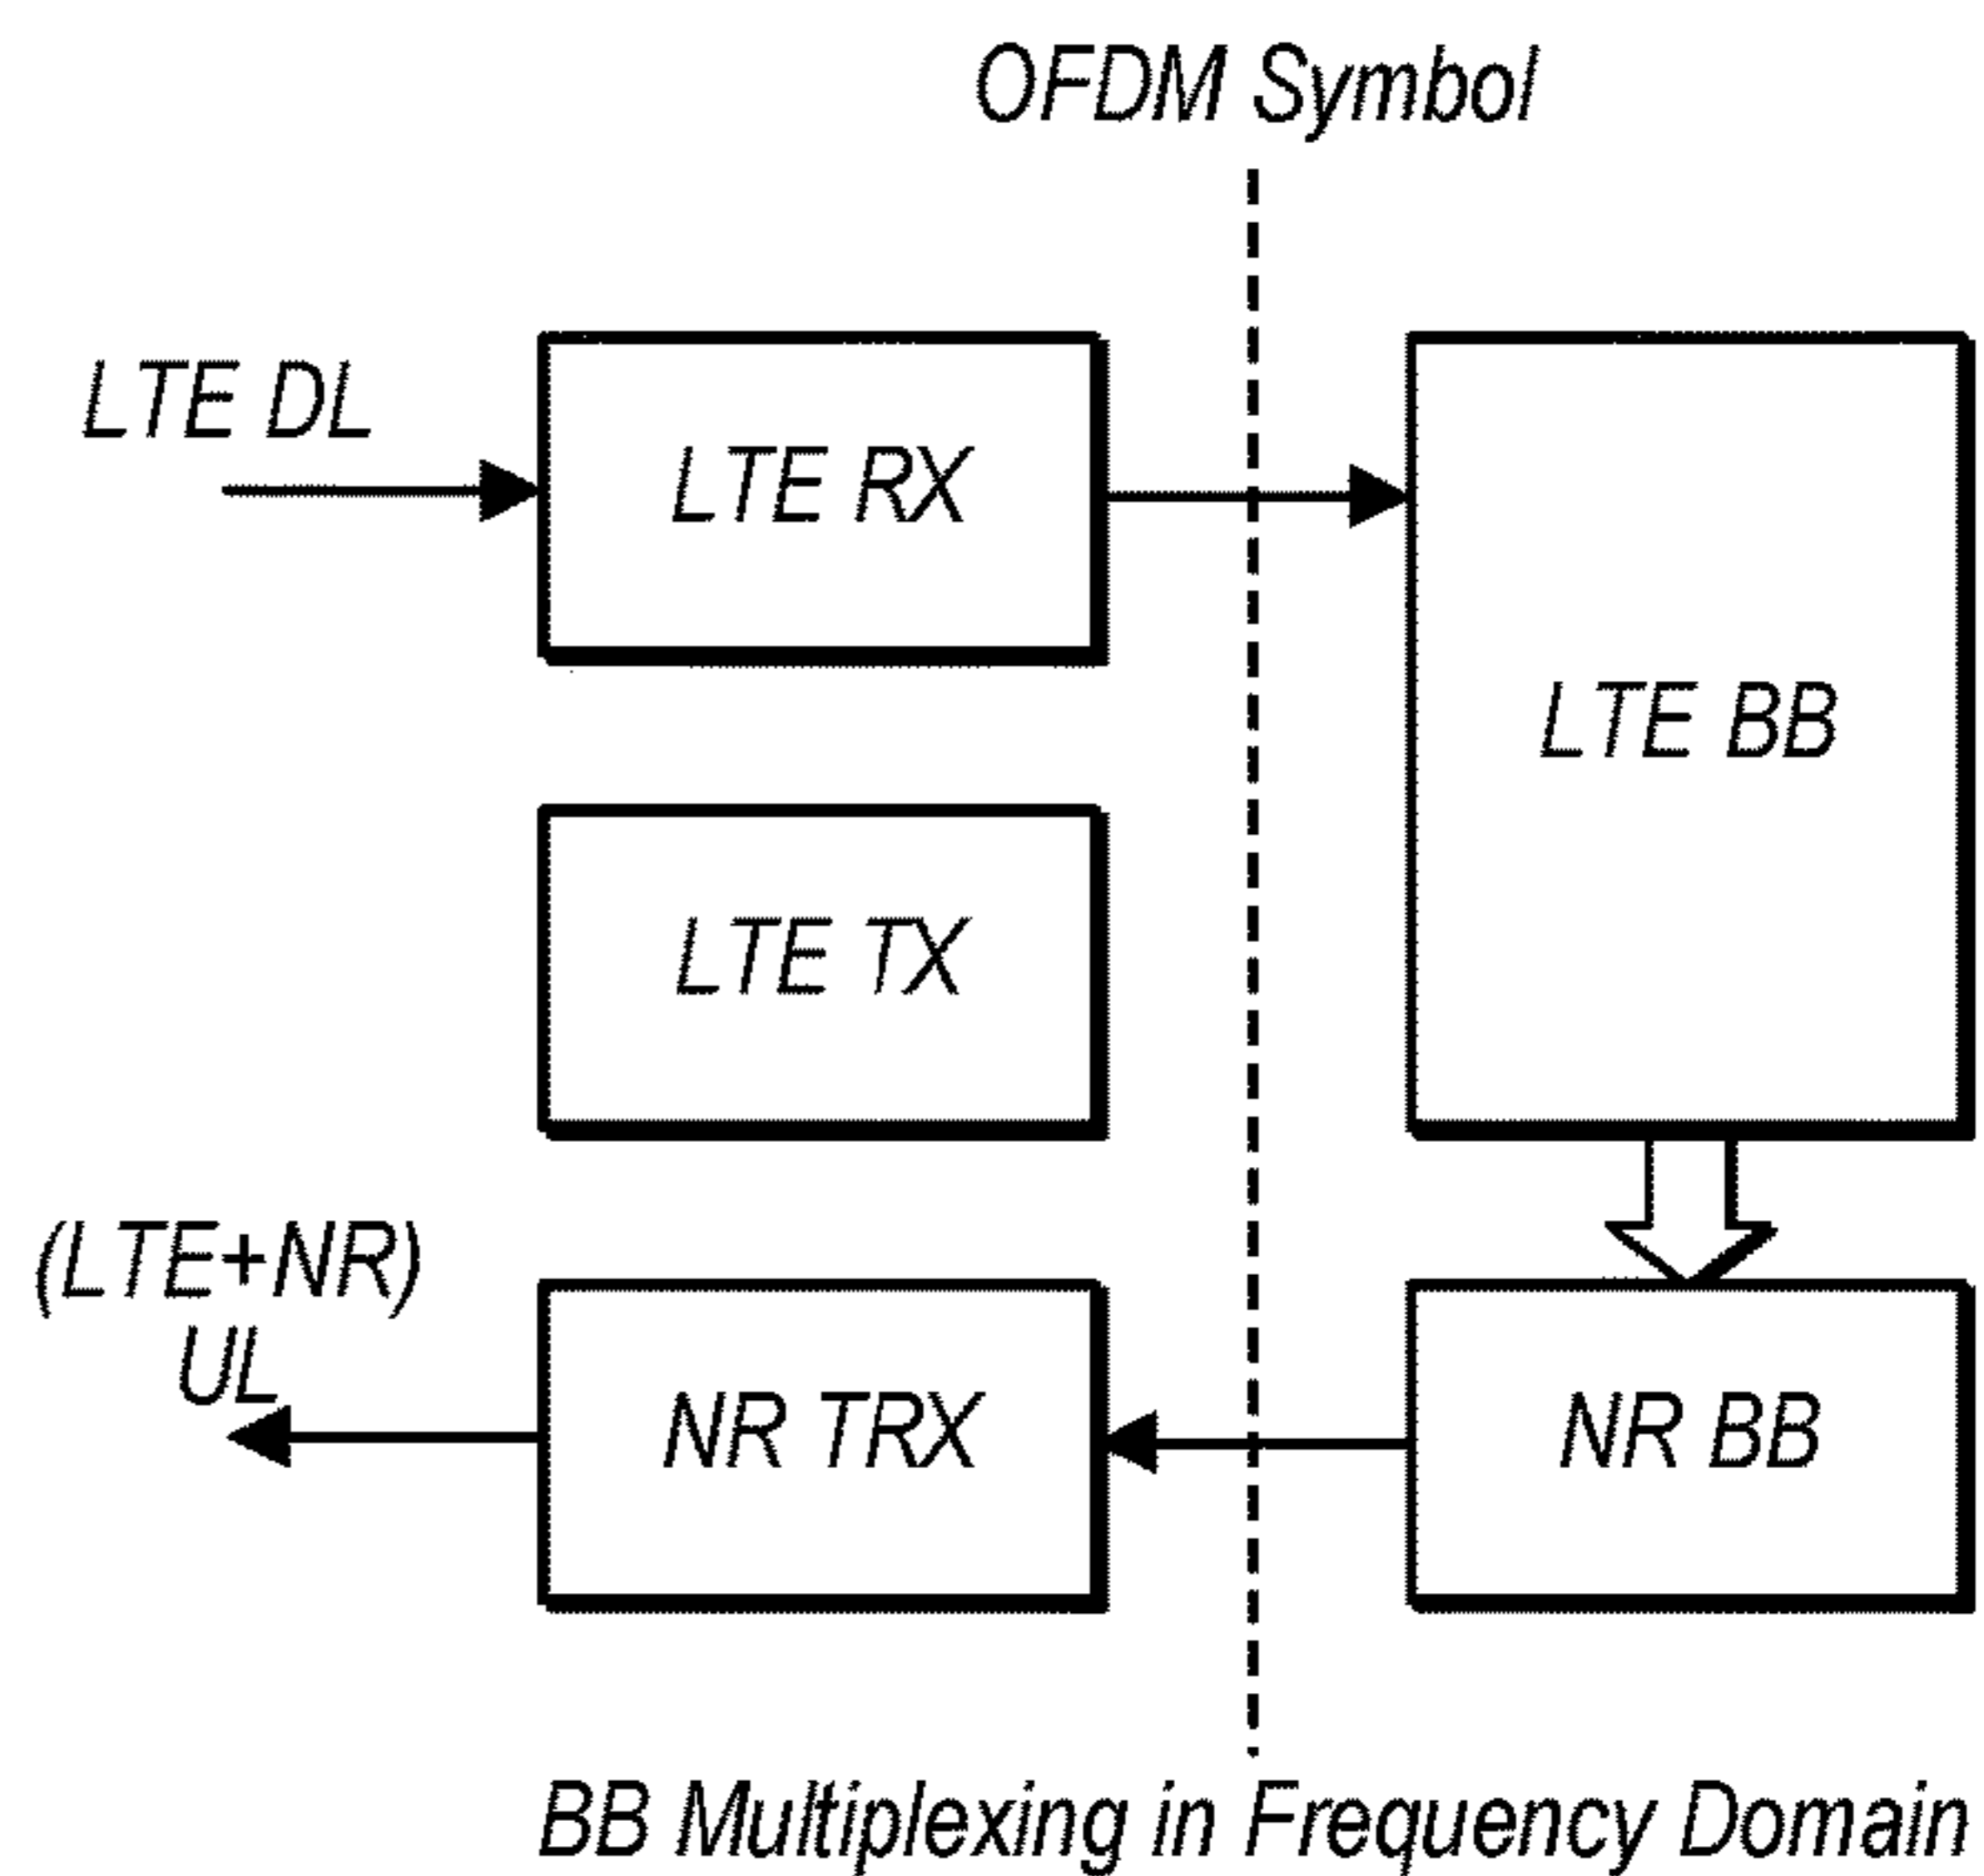 OFDM Symbol
LTE DL
LTE RX
LTE BB
LTE TX
(LTE+NR)
UL
NR TRX
NR BB
BB Multiplexing in Frequency Domain